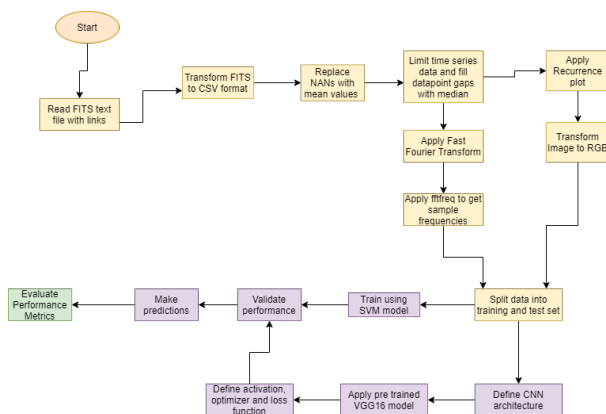 Start
Read FITS text
file with links
Transform FITS
to CSV format
Replace
NANs with
mean values
Limit time series
data and fill
datapoint gaps
with median
Apply
Recurrence
plot
Apply Fast
Fourier Transform
Transform
Image to RGB
Apply fftfreq to get
sample
frequencies
Split data into
training and test set
Train using
SVM model
Validate
performance
Make
predictions
Evaluate
Performance
Metrics
Define CNN
architecture
Apply pre trained
VGG16 model
Define activation,
optimizer and loss
function